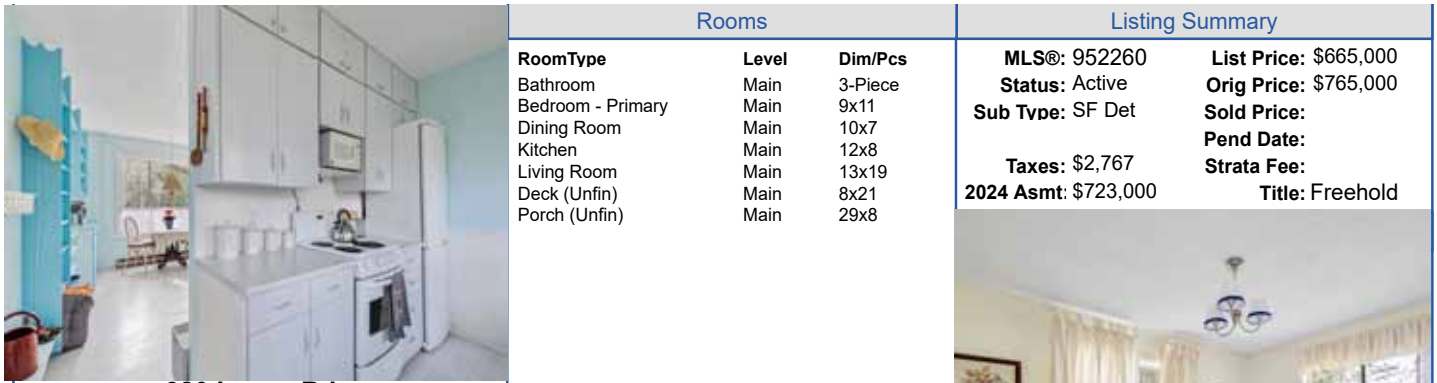 Rooms
RoomType Level Dim/Pcs
Bathroom Main 3-Piece
Bedroom - Primary Main 9x11
Dining Room Main 10x7
Kitchen Main 12x8
Living Room Main 13x19
Deck (Unfin) Main 8x21
Porch (Unfin) Main 29x8
Listing Summary
MLS®: 952260 List Price: $665,000
Status: Active Orig Price: $765,000
Sub Type: SF Det Sold Price:
Pend Date:
Taxes: $2,767 Strata Fee:
2024 Asmt: $723,000 Title: Freehold